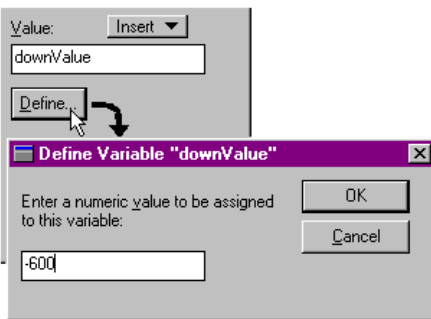 Value: Insert
downValue
Define...
Define Variable "downValue"
Enter a numeric value to be assigned
to this variable:
OK
Cancel
-600